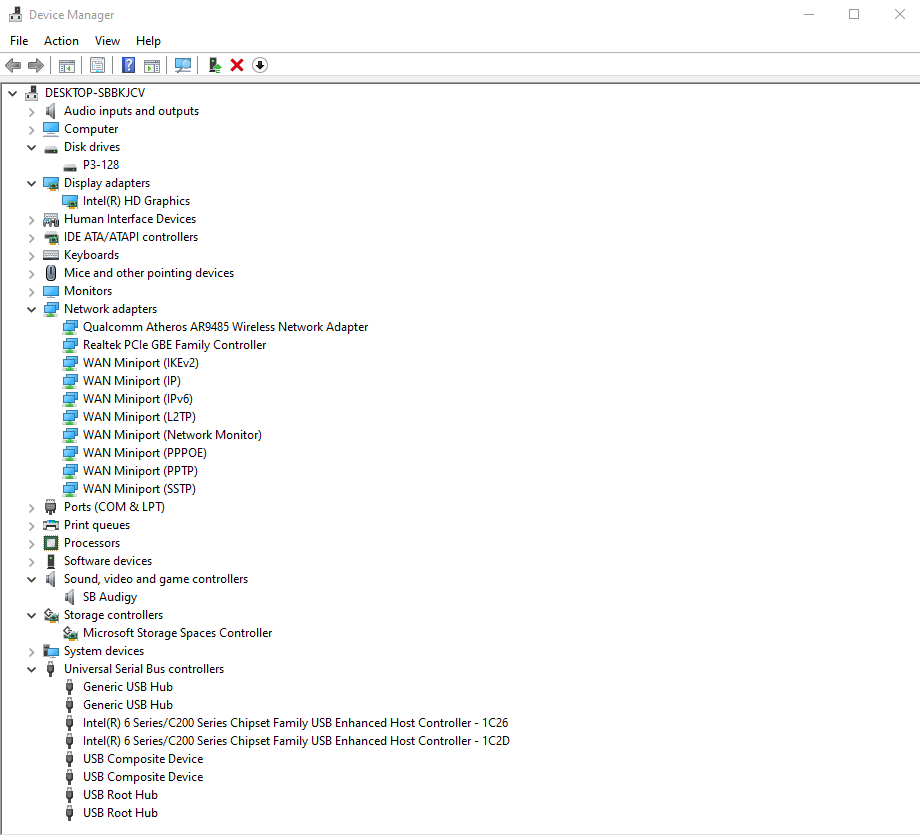 Device Manager
File Action View Help
DESKTOP-SBBKJCV
Audio inputs and outputs
Computer
Disk drives
P3-128
Display adapters
Intel(R) HD Graphics
Human Interface Devices
IDE ATA/ATAPI controllers
Keyboards
Mice and other pointing devices
Monitors
Network adapters
Qualcomm Atheros AR9485 Wireless Network Adapter
Realtek PCIe GBE Family Controller
WAN Miniport (IKEv2)
WAN Miniport (IP)
WAN Miniport (IPv6)
WAN Miniport (L2TP)
WAN Miniport (Network Monitor)
WAN Miniport (PPPOE)
WAN Miniport (PPTP)
WAN Miniport (SSTP)
Ports (COM & LPT)
Print queues
Processors
Software devices
Sound, video and game controllers
SB Audigy
Storage controllers
Microsoft Storage Spaces Controller
System devices
Universal Serial Bus controllers
Generic USB Hub
Generic USB Hub
Intel(R) 6 Series/C200 Series Chipset Family USB Enhanced Host Controller - 1C26
Intel(R) 6 Series/C200 Series Chipset Family USB Enhanced Host Controller - 1C2D
USB Composite Device
USB Composite Device
USB Root Hub
USB Root Hub